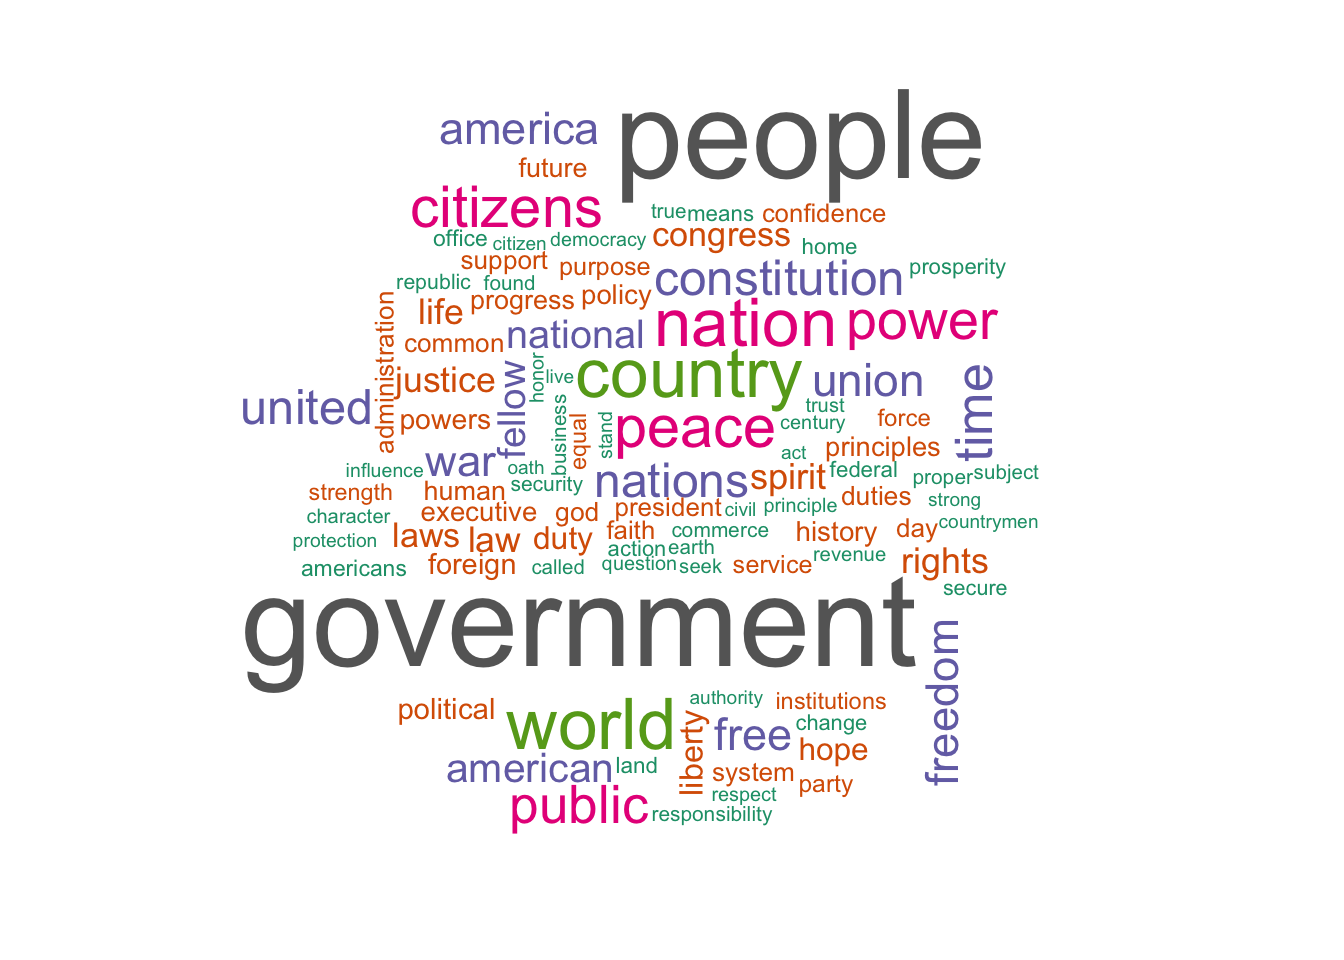 people
america
future
citizens
true
means
confidence
office
citizen
democracy
congress
home
support
purpose
constitution
prosperity
republic
found
progress
policy
life
nation
power
administration
common
national
honor
live
country
union
time
justice
fellow
united
powers
business
equal
stand
peace
trust
century
force
act
principles
influence
war
oath
security
nations
spirit
federal
proper
subject
strength
human
character
executive
god
president
civil
principle
duties
strong
countrymen
protection
laws
law
duty
faith
commerce
history
day
action
earth
americans
foreign
called
question
seek
service
revenue
rights
secure
government
freedom
political
world
authority
institutions
liberty
free
change
hope
american
land
system
party
public
respect
responsibility